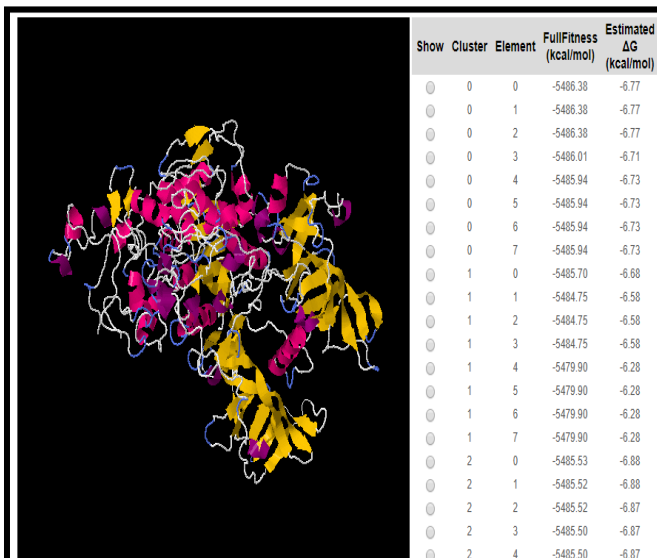 Show Cluster Element FullFitness (kcal/mol) Estimated ΔG (kcal/mol)
0 0 -5486.38 -6.77
0 1 -5486.38 -6.77
0 2 -5486.38 -6.77
0 3 -5486.01 -6.71
0 4 -5485.94 -6.73
0 5 -5485.94 -6.73
0 6 -5485.94 -6.73
0 7 -5485.94 -6.73
1 0 -5485.70 -6.68
1 1 -5484.75 -6.58
1 2 -5484.75 -6.58
1 3 -5484.75 -6.58
1 4 -5479.90 -6.28
1 5 -5479.90 -6.28
1 6 -5479.90 -6.28
1 7 -5479.90 -6.28
2 0 -5485.53 -6.88
2 1 -5485.52 -6.88
2 2 -5485.52 -6.87
2 3 -5485.50 -6.87
2 4 -5485.50 -6.87